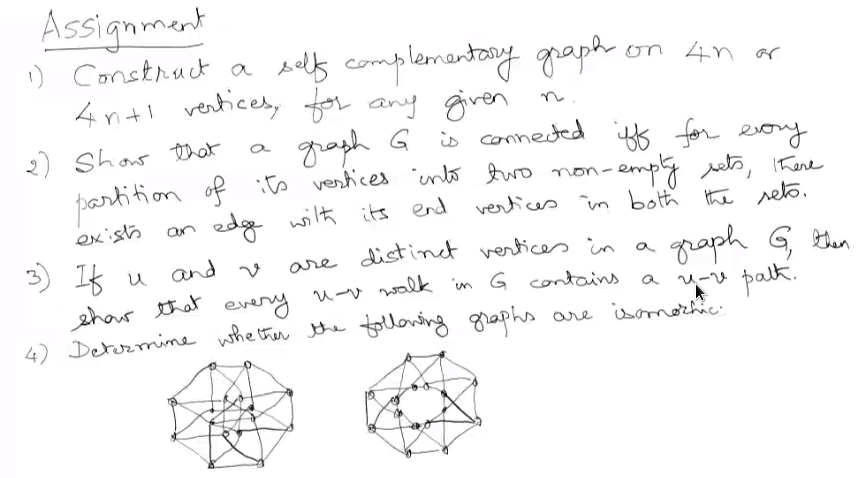 Assignment
1) Construct a self complementary graph on 4n or
4n+1 vertices, for any given n.
2) Show that a graph G is connected iff for every
partition of its vertices into two non-empty sets, there
exists an edge with its end vertices in both the sets.
3) If u and v are distinct vertices in a graph G, then
show that every u-v walk in G contains a u-v path.
4) Determine whether the following graphs are isomorhic: